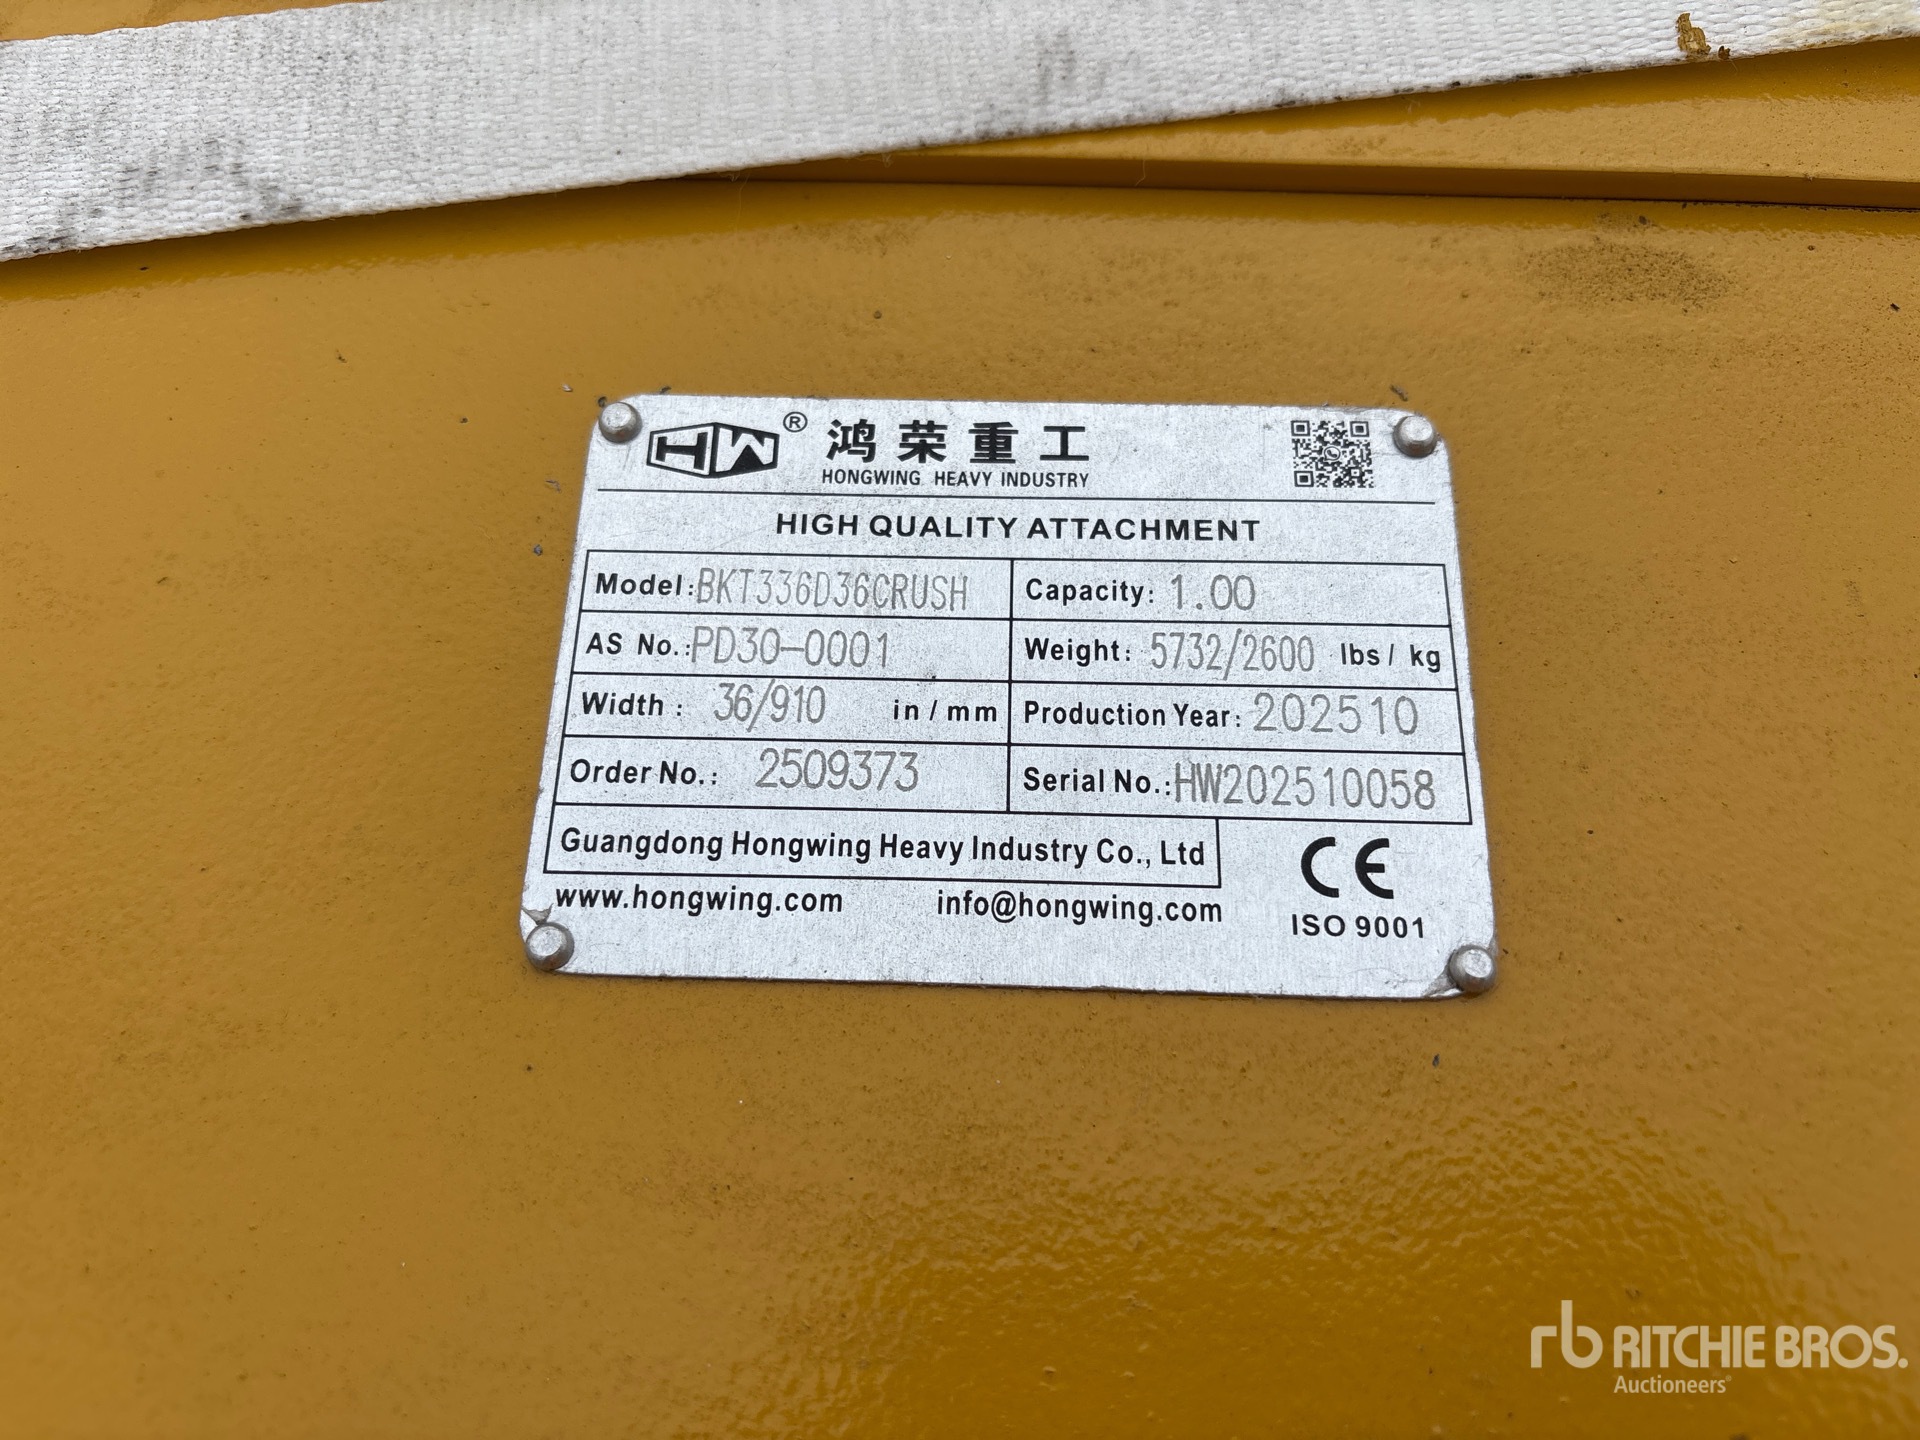 HW® 鸿荣重工
HONGWING HEAVY INDUSTRY
HIGH QUALITY ATTACHMENT
Model: BKT336D36CRUSH Capacity: 1.00
AS No.: PD30-0001 Weight: 5732/2600 lbs / kg
Width : 36/910 in / mm Production Year: 202510
Order No.: 2509373 Serial No.: HW202510058
Guangdong Hongwing Heavy Industry Co., Ltd
CE
www.hongwing.com info@hongwing.com
ISO 9001
rb RITCHIE BROS.
Auctioneers